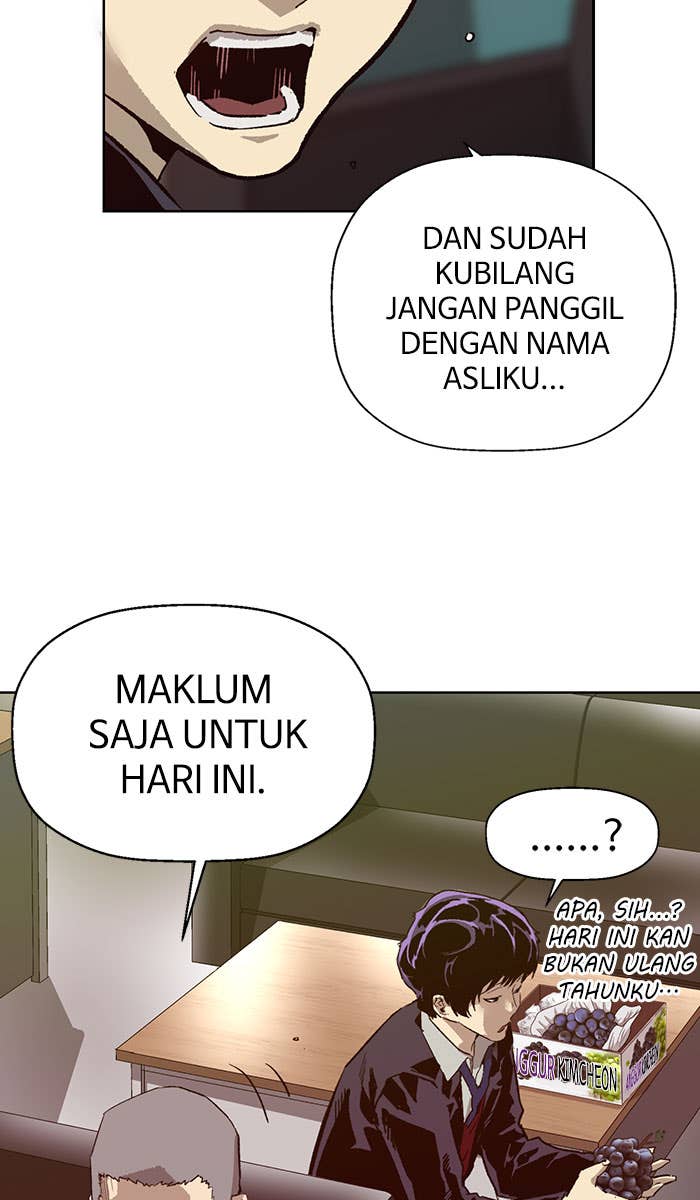 DAN SUDAH
KUBILANG
JANGAN PANGGIL
DENGAN NAMA
ASLIKU...
MAKLUM
SAJA UNTUK
HARI INI.
......?
APA, SIH...?
HARI INI KAN
BUKAN ULANG
TAHUNKU...
NGGUR KIMCHEON